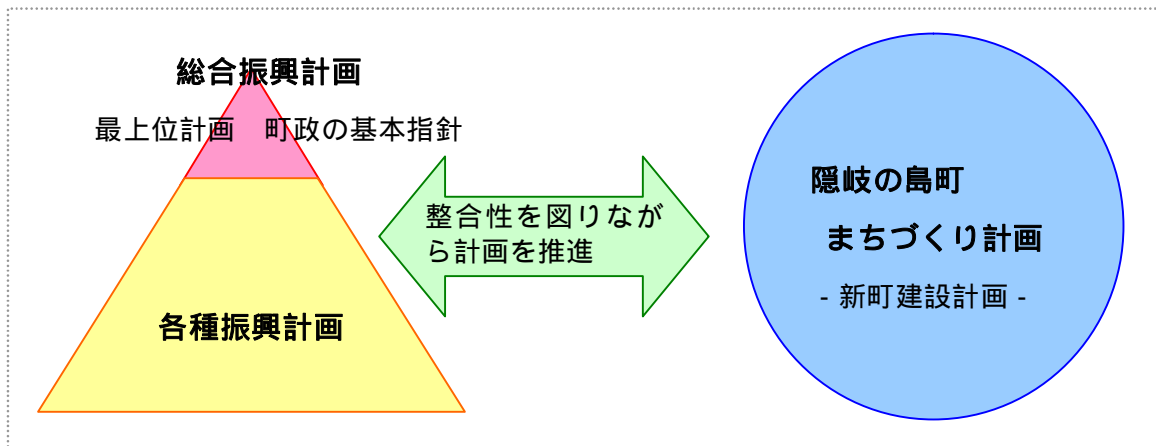 総合振興計画
最上位計画　町政の基本指針
各種振興計画
整合性を図りなが
ら計画を推進
隠岐の島町
まちづくり計画
- 新町建設計画 -